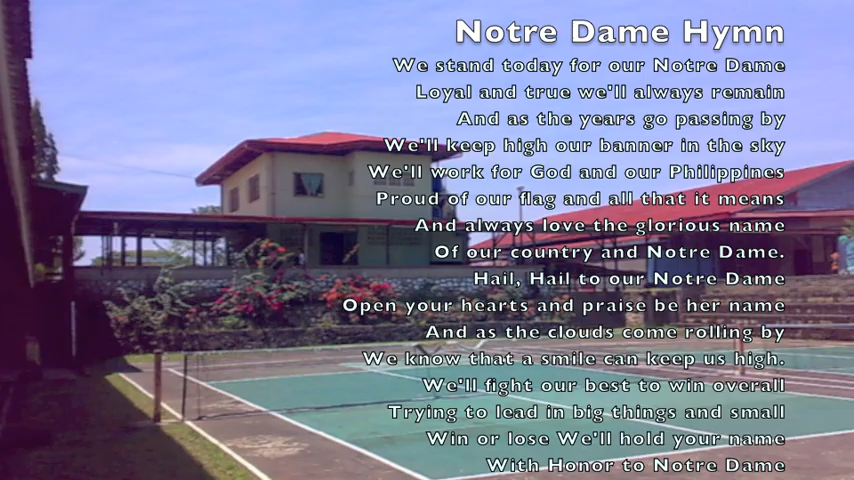 Notre Dame Hymn
We stand today for our Notre Dame
Loyal and true we'll always remain
And as the years go passing by
We'll keep high our banner in the sky
We'll work for God and our Philippines
Proud of our flag and all that it means
And always love the glorious name
Of our country and Notre Dame.
Hail, Hail to our Notre Dame
Open your hearts and praise be her name
And as the clouds come rolling by
We know that a smile can keep us high.
We'll fight our best to win overall
Trying to lead in big things and small
Win or lose We'll hold your name
With Honor to Notre Dame